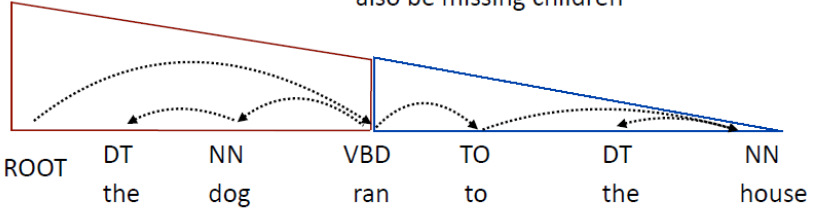 also be missing children
ROOT DT NN VBD TO DT NN
the dog ran to the house